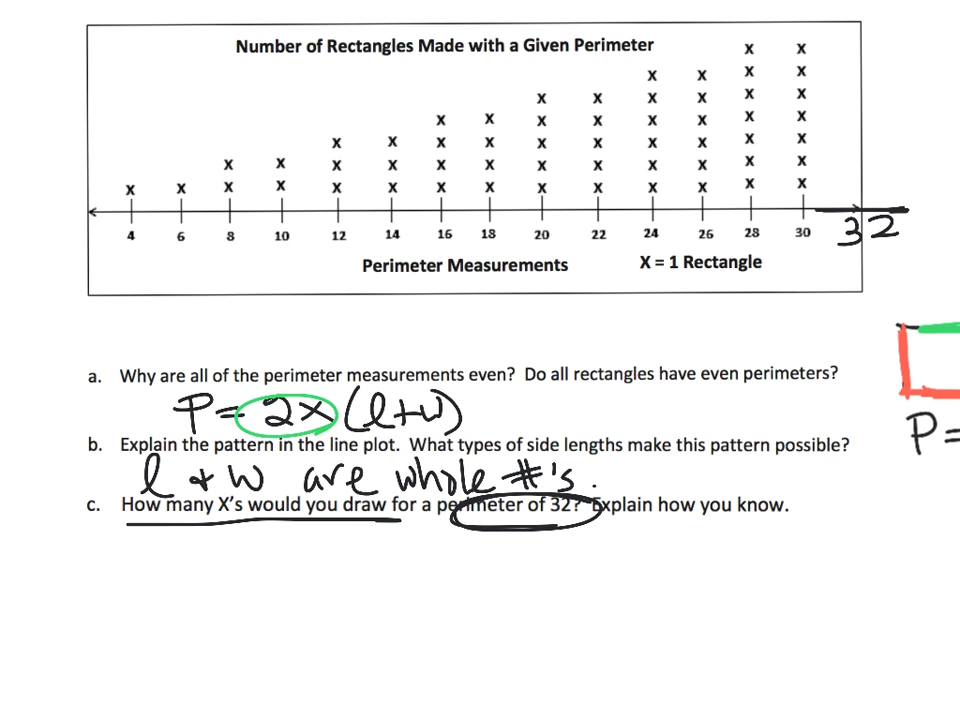 Number of Rectangles Made with a Given Perimeter
X X
X X X X
X X X X X X
X X X X X X X X
X X X X X X X X X X
X X X X X X X X X X X X
X X X X X X X X X X X X X X
4 6 8 10 12 14 16 18 20 22 24 26 28 30 32
Perimeter Measurements X = 1 Rectangle
a. Why are all of the perimeter measurements even? Do all rectangles have even perimeters?
P=2x(l+w)
P=
b. Explain the pattern in the line plot. What types of side lengths make this pattern possible?
l + w are whole #'s.
c. How many X's would you draw for a perimeter of 32? Explain how you know.